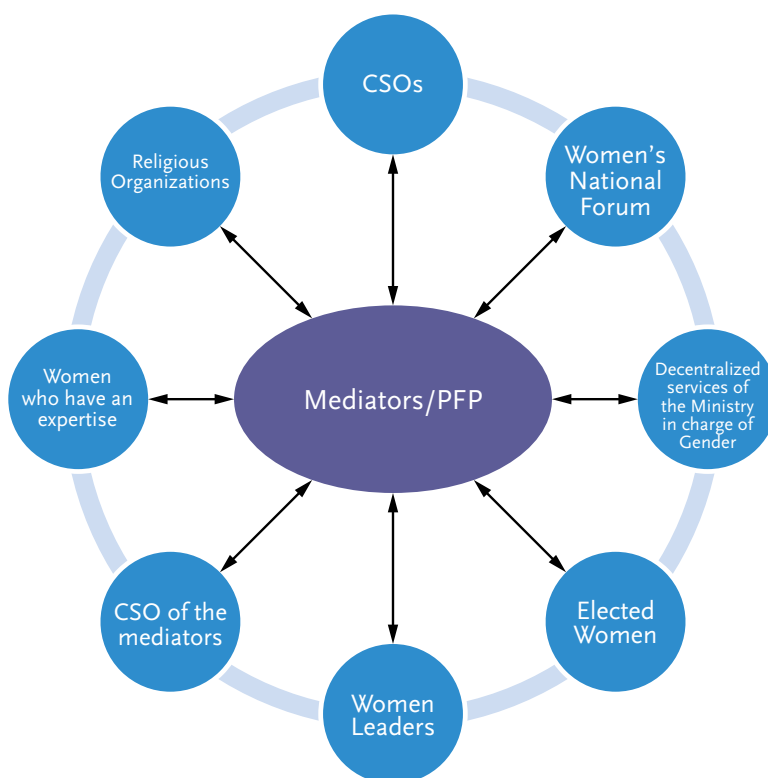 CSOs
Women's
National
Forum
Religious
Organizations
Decentralized
services of
the Ministry
in charge of
Gender
Women
who have an
expertise
Mediators/PFP
CSO of the
mediators
Elected
Women
Women
Leaders